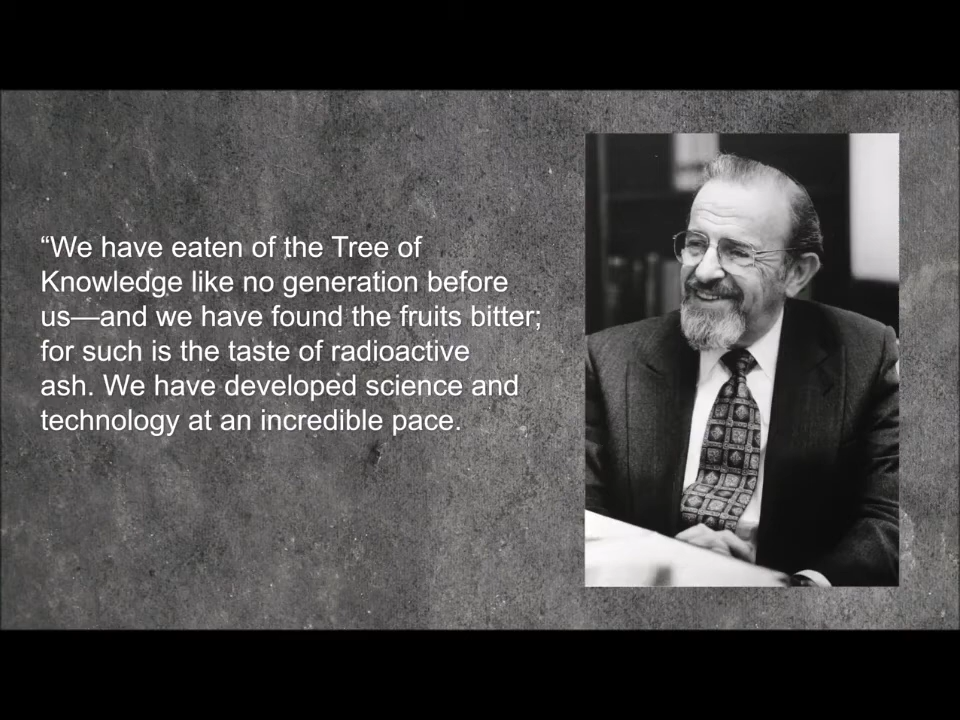 “We have eaten of the Tree of
Knowledge like no generation before
us—and we have found the fruits bitter;
for such is the taste of radioactive
ash. We have developed science and
technology at an incredible pace.